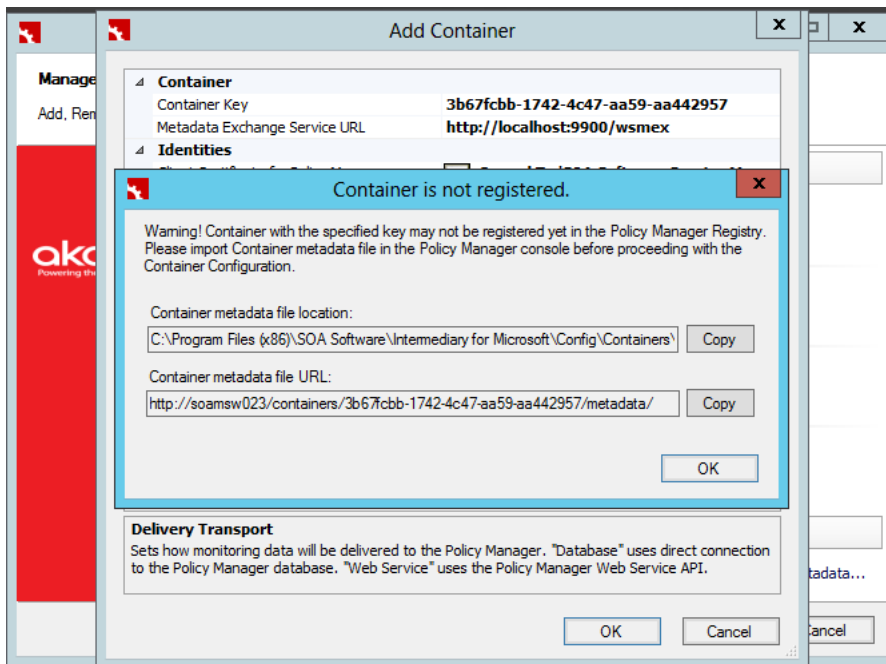 Add Container
x
x
Manage
Add, Rem
Container
Container Key 3b67fcbb-1742-4c47-aa59-aa442957
Metadata Exchange Service URL http://localhost:9900/wsmex
Identities
Container is not registered.
x
Warning! Container with the specified key may not be registered yet in the Policy Manager Registry.
Please import Container metadata file in the Policy Manager console before proceeding with the
Container Configuration.
Container metadata file location:
C:\Program Files (x86)\SOA Software\Intermediary for Microsoft\Config\Containers\
Copy
Container metadata file URL:
http://soamsw023/containers/3b67fcbb-1742-4c47-aa59-aa442957/metadata/
Copy
OK
Powering the
Delivery Transport
Sets how monitoring data will be delivered to the Policy Manager. "Database" uses direct connection
to the Policy Manager database. "Web Service" uses the Policy Manager Web Service API.
tadata...
OK
Cancel
Cancel